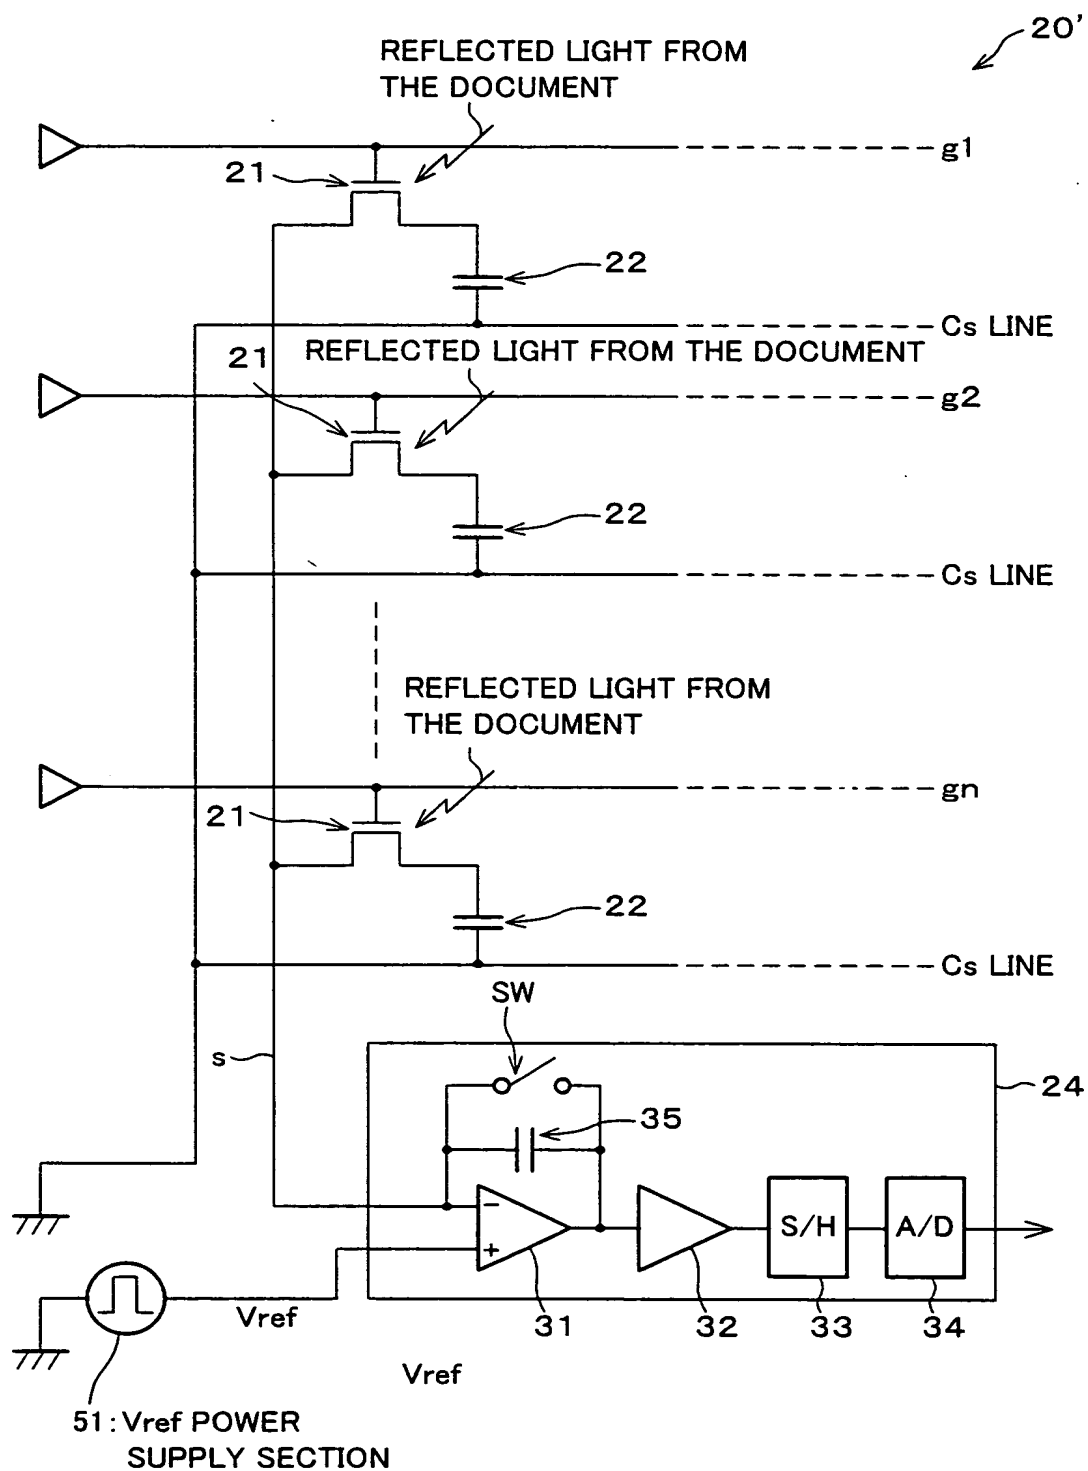 20'
REFLECTED LIGHT FROM
THE DOCUMENT
g1
21
22
Cs LINE
21
REFLECTED LIGHT FROM THE DOCUMENT
g2
22
Cs LINE
REFLECTED LIGHT FROM
THE DOCUMENT
gn
21
22
Cs LINE
SW
s
24
35
−
S/H
A/D
+
Vref
31
32
33
34
Vref
51: Vref POWER
SUPPLY SECTION